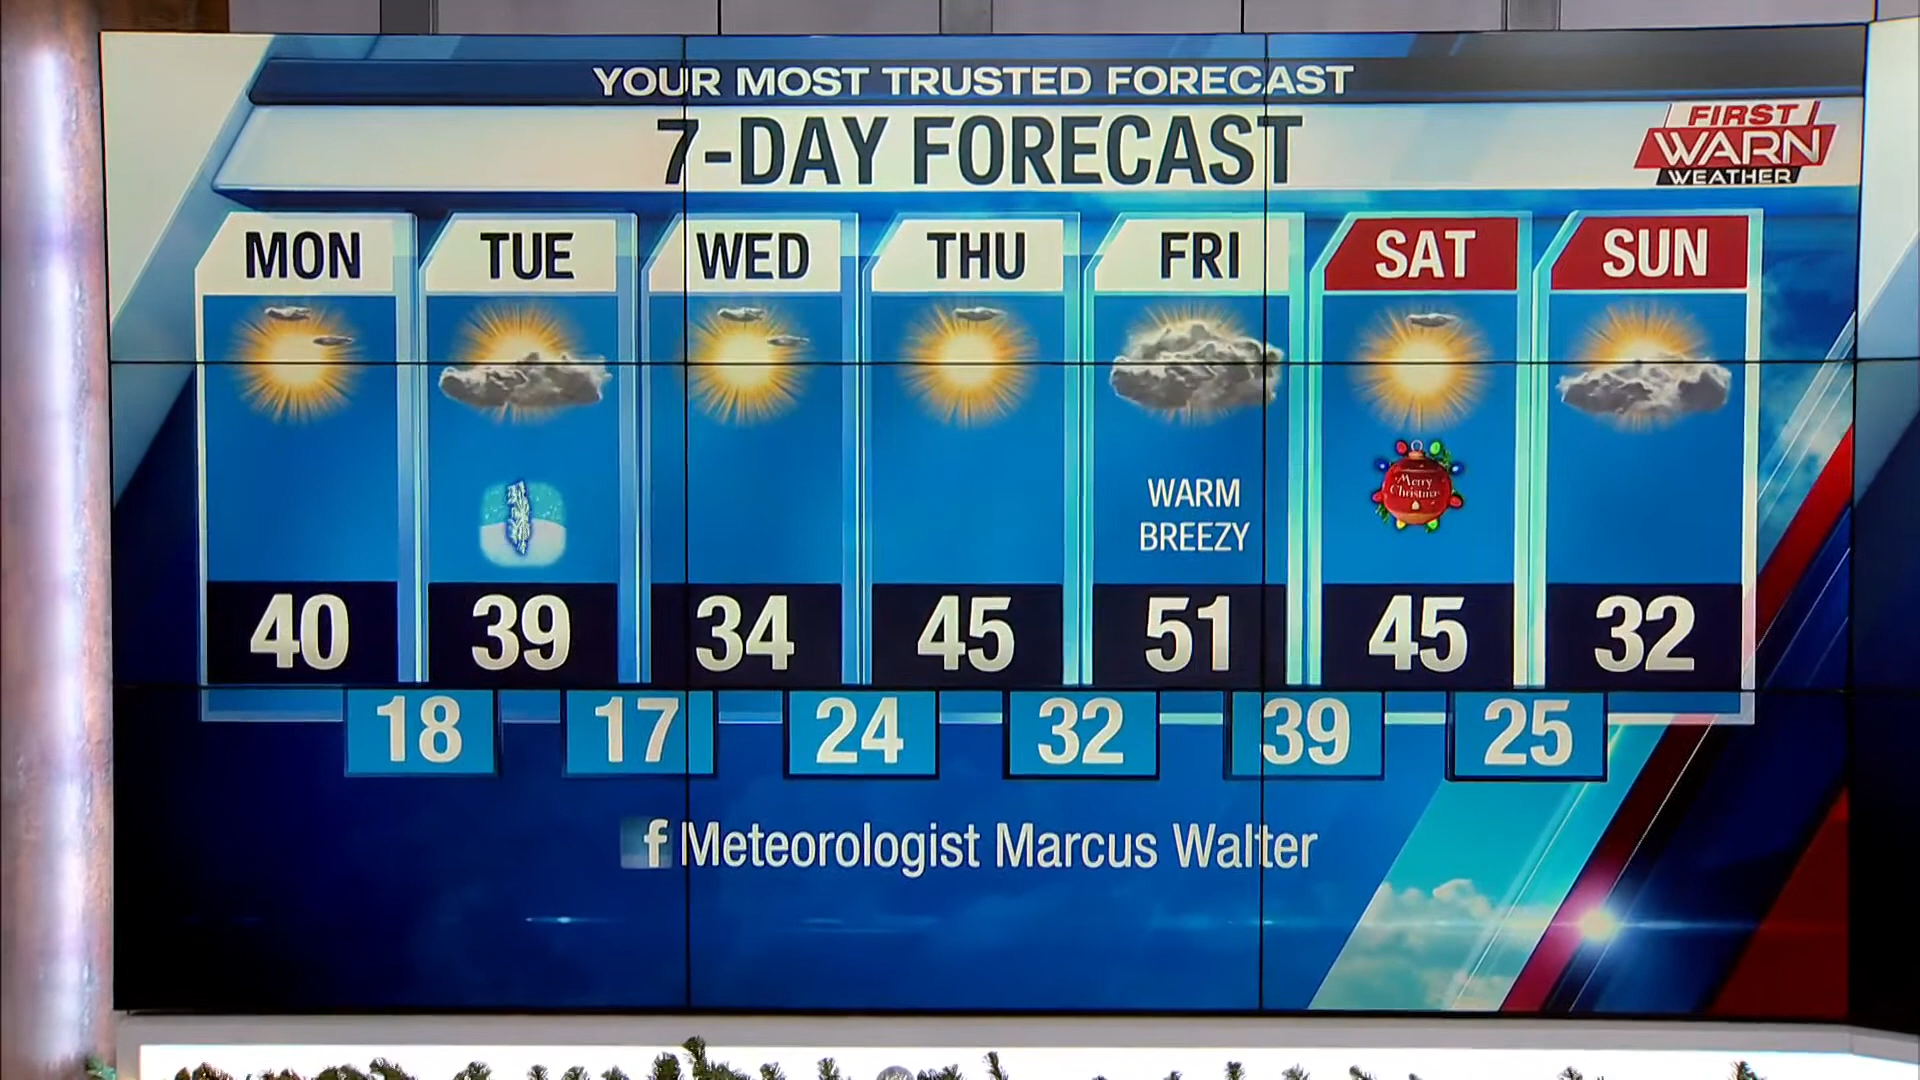 YOUR MOST TRUSTED FORECAST
7-DAY FORECAST
FIRST
WARN
WEATHER
MON TUE WED THU FRI SAT SUN
Merry
Christmas
WARM
BREEZY
40 39 34 45 51 45 32
18 17 24 32 39 25
f Meteorologist Marcus Walter